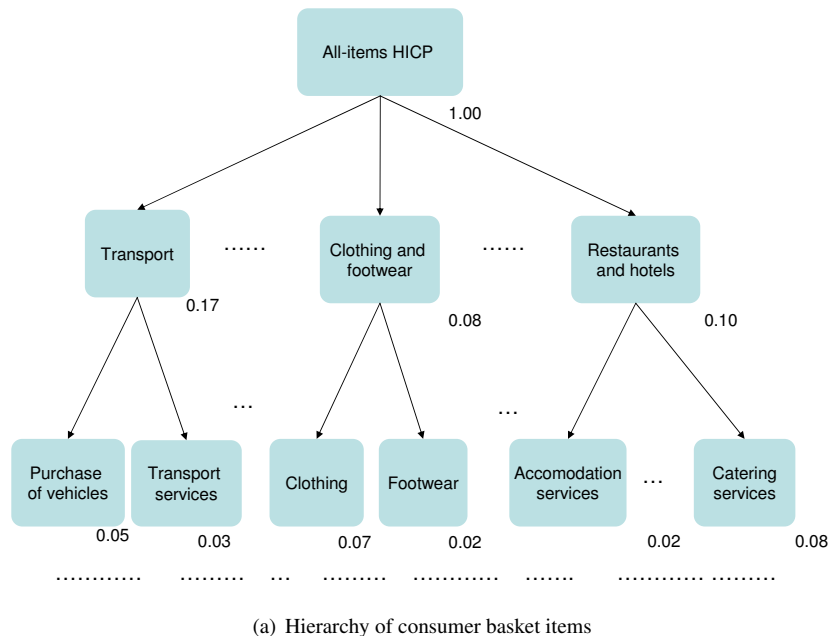 All-items HICP
1.00
Transport
......
Clothing and
footwear
......
Restaurants
and hotels
0.17
0.08
0.10
...
...
Purchase
of vehicles
Transport
services
Clothing
Footwear
Accomodation
services
...
Catering
services
0.05
0.03
0.07
0.02
0.02
0.08
............
.........
...
.........
............
.......
............
.........
(a) Hierarchy of consumer basket items